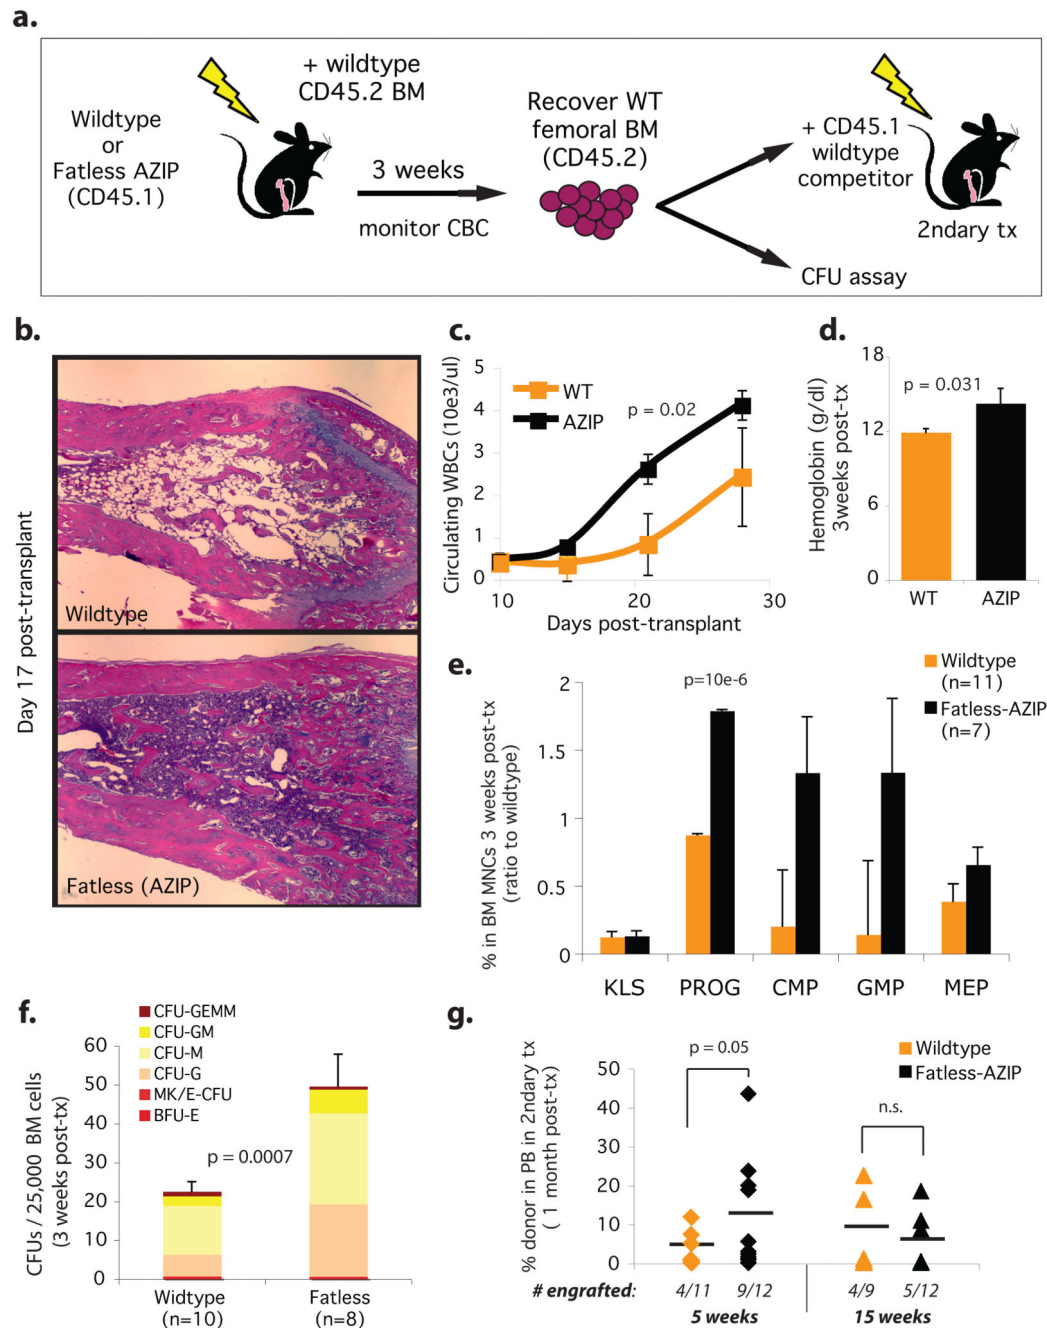 a.
Wildtype
or
Fatless AZIP
(CD45.1)
+ wildtype
CD45.2 BM
3 weeks
monitor CBC
Recover WT
femoral BM
(CD45.2)
+ CD45.1
wildtype
competitor
2ndary tx
CFU assay
b.
Day 17 post-transplant
Wildtype
Fatless (AZIP)
c.
Circulating WBCs (10e3/ul)
5
4
3
2
1
0
WT
AZIP
p = 0.02
10
20
30
Days post-transplant
d.
Hemoglobin (g/dl)
3weeks post-tx
18
12
6
0
p = 0.031
WT
AZIP
e.
% in BM MNCs 3 weeks post-tx
(ratio to wildtype)
2
1.5
1
0.5
0
p=10e-6
Wildtype
(n=11)
Fatless-AZIP
(n=7)
KLS
PROG
CMP
GMP
MEP
f.
CFU-GEMM
CFU-GM
CFU-M
CFU-G
MK/E-CFU
BFU-E
CFUs / 25,000 BM cells
(3 weeks post-tx)
60
50
40
30
20
10
0
p = 0.0007
Widtype
(n=10)
Fatless
(n=8)
g.
% donor in PB in 2ndary tx
( 1 month post-tx)
50
40
30
20
10
0
p = 0.05
n.s.
Wildtype
Fatless-AZIP
# engrafted:
4/11
9/12
4/9
5/12
5 weeks
15 weeks